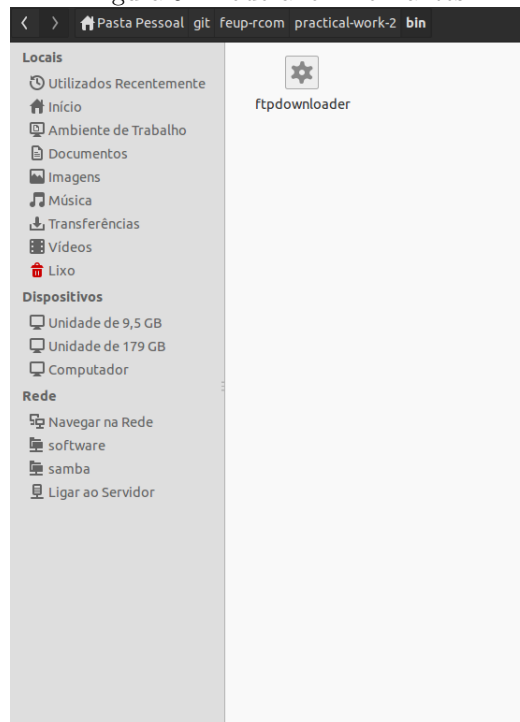 Pasta Pessoal git feup-rcom practical-work-2 bin
Locais
Utilizados Recentemente
Início
Ambiente de Trabalho
Documentos
Imagens
Música
Transferências
Vídeos
Lixo
Dispositivos
Unidade de 9,5 GB
Unidade de 179 GB
Computador
Rede
Navegar na Rede
software
samba
Ligar ao Servidor
ftpdownloader